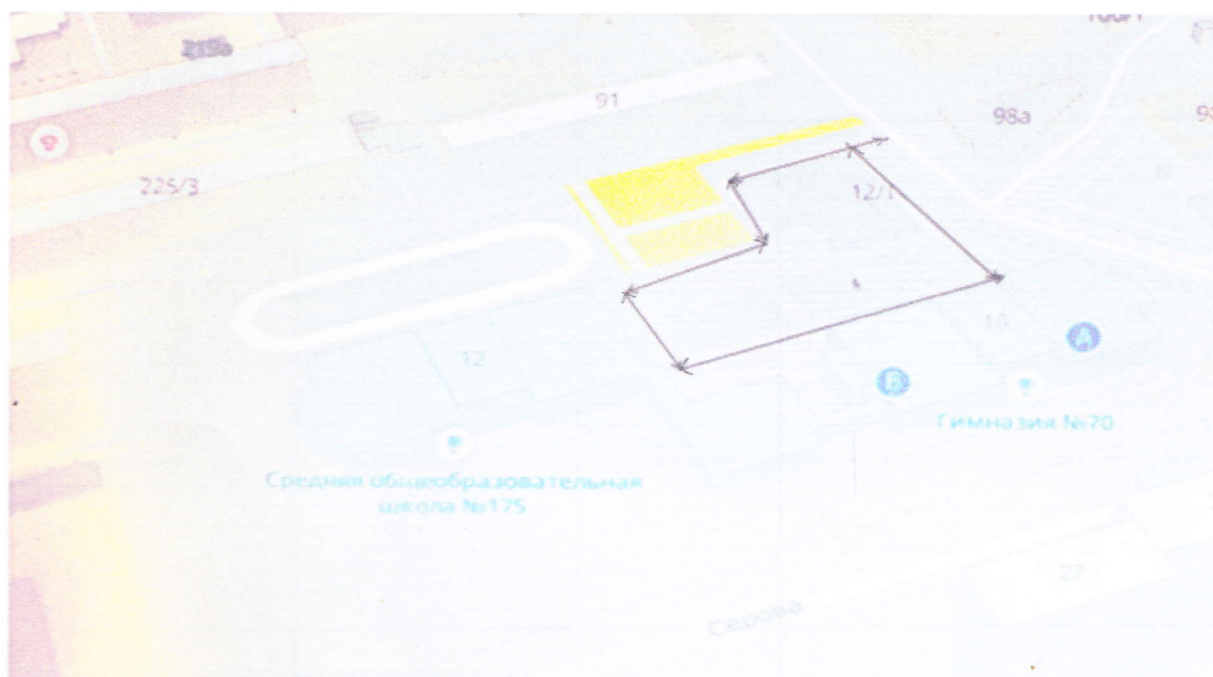 91
98а
225/3
12/1
12
10
А
Б
Гимназия №70
Средняя общеобразовательная
школа №175
27
Серова